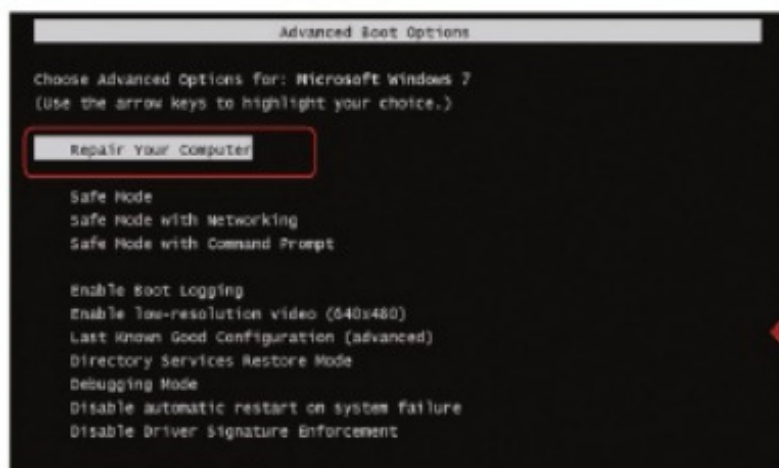 Advanced Boot Options
Choose Advanced Options for: Microsoft Windows 7
(Use the arrow keys to highlight your choice.)
Repair Your Computer
Safe Mode
Safe Mode with Networking
Safe Mode with Command Prompt
Enable Boot Logging
Enable low-resolution video (640x480)
Last Known Good Configuration (advanced)
Directory Services Restore Mode
Debugging Mode
Disable automatic restart on system failure
Disable Driver Signature Enforcement